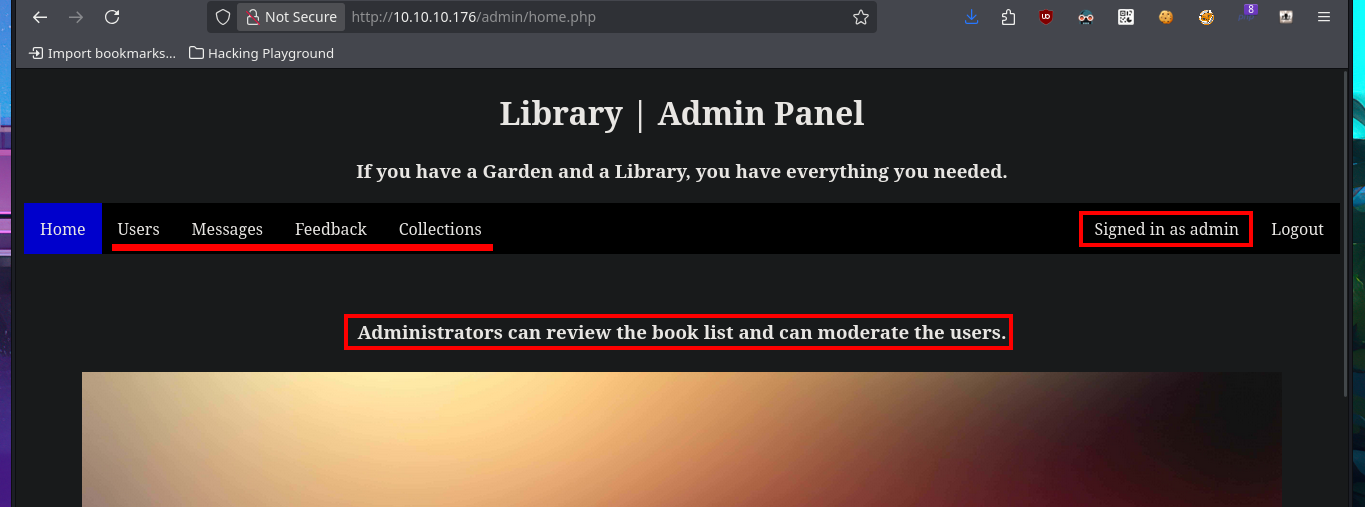 Not Secure http://10.10.10.176/admin/home.php 8
Import bookmarks... Hacking Playground
Library | Admin Panel
If you have a Garden and a Library, you have everything you needed.
Home Users Messages Feedback Collections Signed in as admin Logout
Administrators can review the book list and can moderate the users.